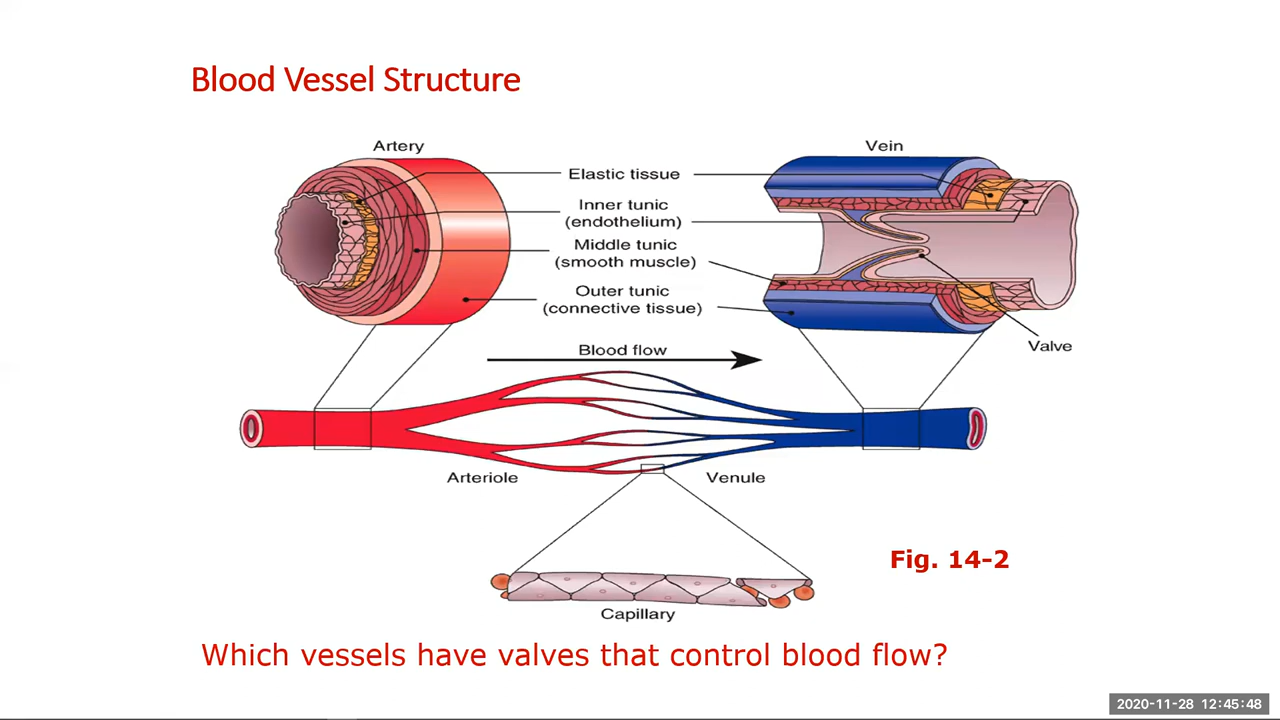 Blood Vessel Structure
Artery
Vein
Elastic tissue
Inner tunic
(endothelium)
Middle tunic
(smooth muscle)
Outer tunic
(connective tissue)
Valve
Blood flow
Arteriole
Venule
Fig. 14-2
Capillary
Which vessels have valves that control blood flow?
2020-11-28 12:45:48